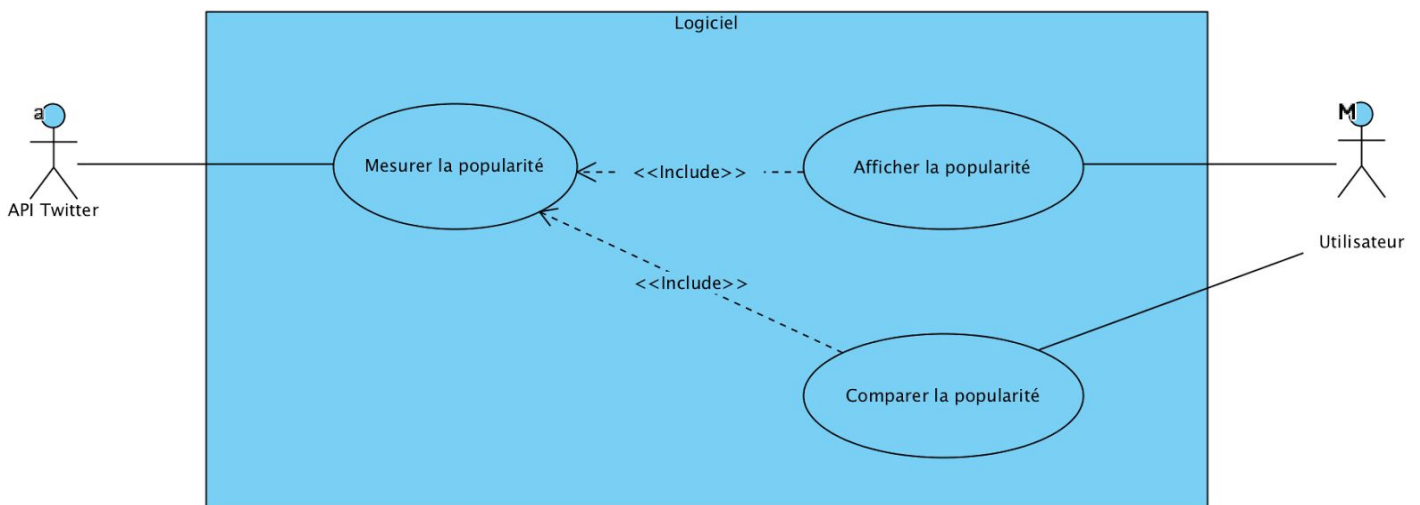 Logiciel
a
M
Mesurer la popularité
<<Include>>
Afficher la popularité
API Twitter
Utilisateur
<<Include>>
Comparer la popularité